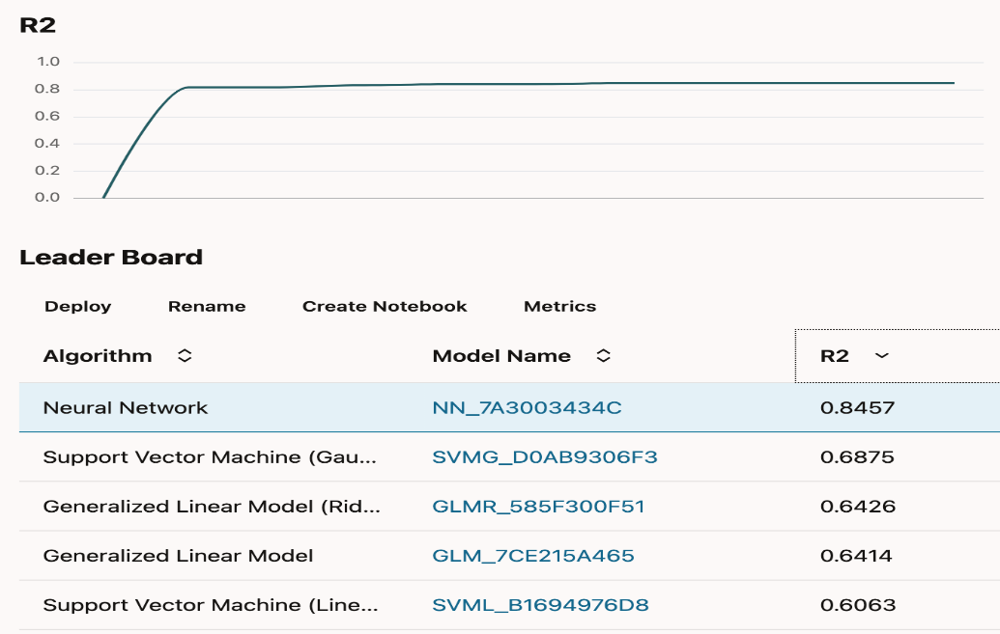 R2
1.0
0.8
0.6
0.4
0.2
0.0
Leader Board
Deploy Rename Create Notebook Metrics
Algorithm Model Name R2
Neural Network NN_7A3003434C 0.8457
Support Vector Machine (Gau... SVMG_D0AB9306F3 0.6875
Generalized Linear Model (Rid... GLMR_585F300F51 0.6426
Generalized Linear Model GLM_7CE215A465 0.6414
Support Vector Machine (Line... SVML_B1694976D8 0.6063